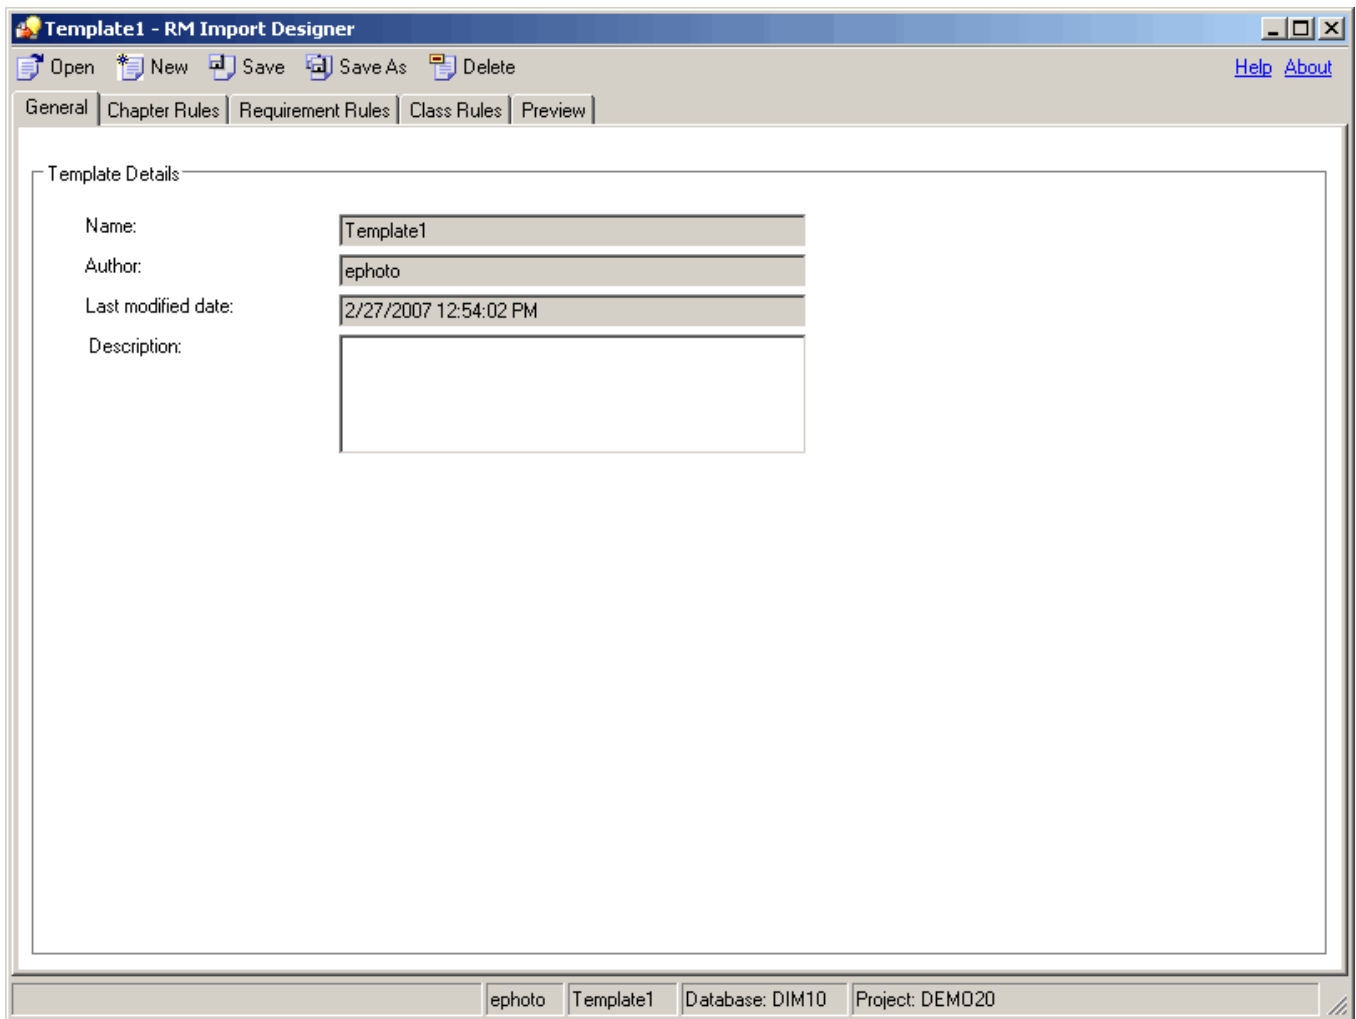 Template1 - RM Import Designer
Open New Save Save As Delete Help About
General Chapter Rules Requirement Rules Class Rules Preview
Template Details
Name: Template1
Author: ephoto
Last modified date: 2/27/2007 12:54:02 PM
Description:
ephoto Template1 Database: DIM10 Project: DEMO20